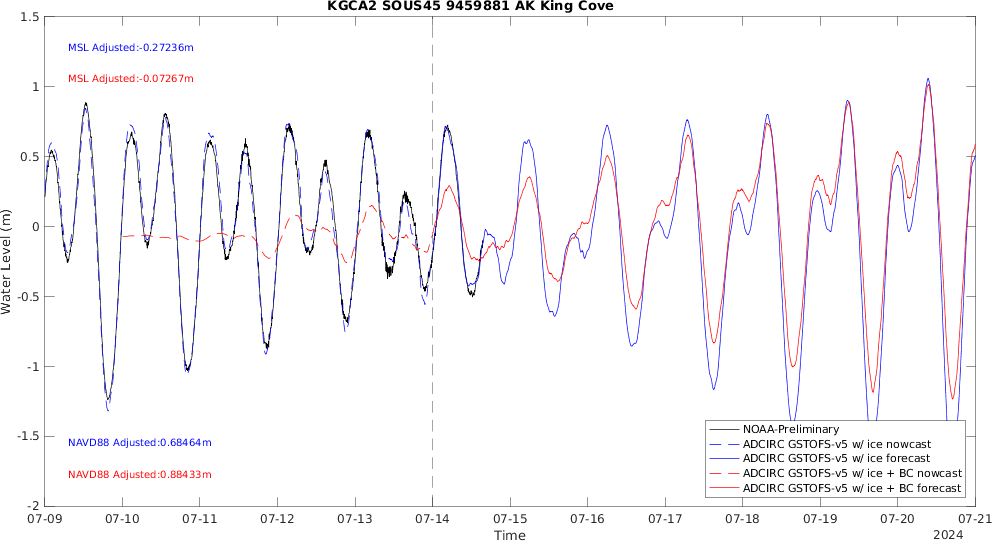 KGCA2 SOUS45 9459881 AK King Cove
1.5
1
0.5
0
-0.5
-1
-1.5
-2
Water Level (m)
MSL Adjusted:-0.27236m
MSL Adjusted:-0.07267m
NAVD88 Adjusted:0.68464m
NAVD88 Adjusted:0.88433m
NOAA-Preliminary
ADCIRC GSTOFS-v5 w/ ice nowcast
ADCIRC GSTOFS-v5 w/ ice forecast
ADCIRC GSTOFS-v5 w/ ice + BC nowcast
ADCIRC GSTOFS-v5 w/ ice + BC forecast
07-09 07-10 07-11 07-12 07-13 07-14 07-15 07-16 07-17 07-18 07-19 07-20 07-21
Time
2024